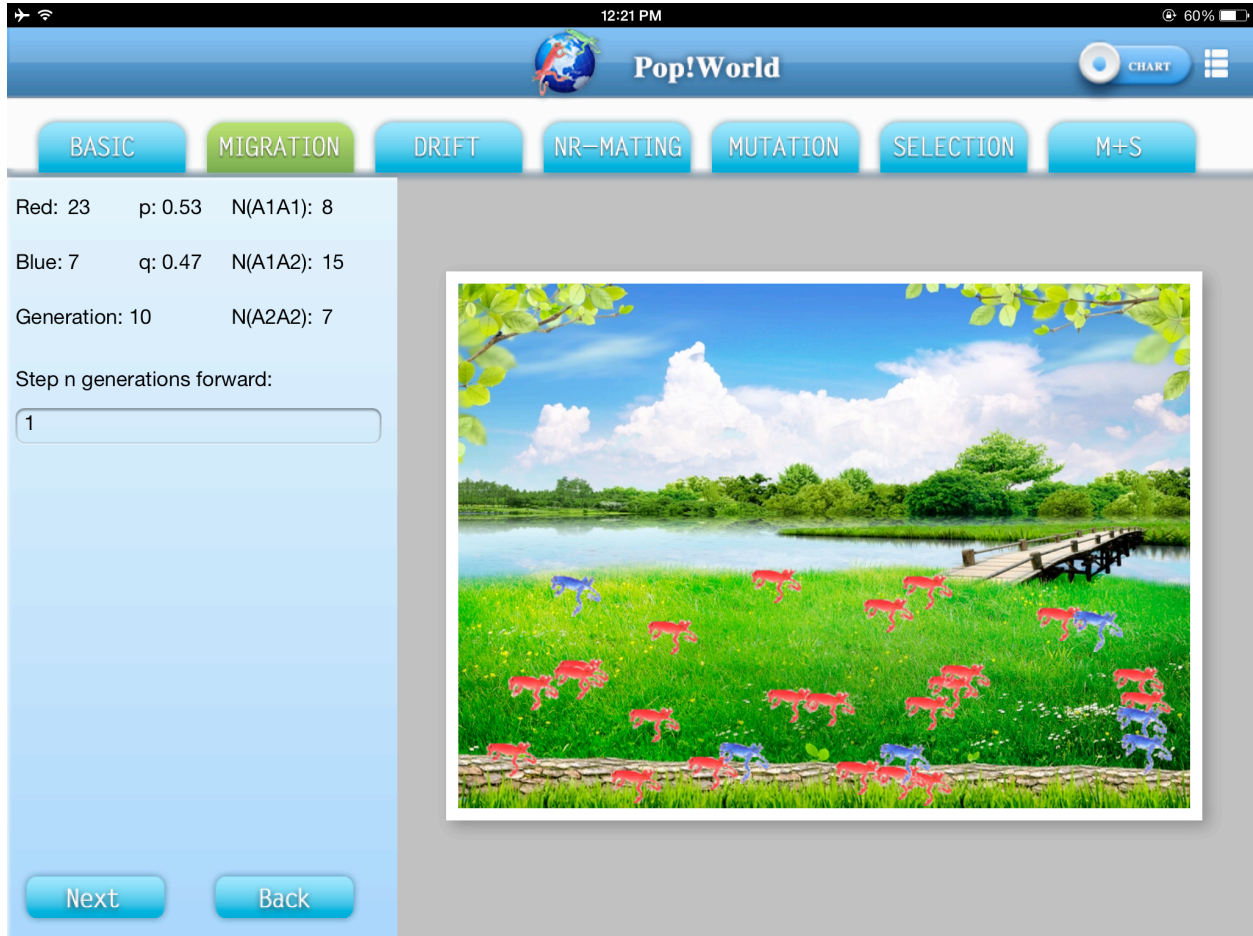 12:21 PM
60%
Pop!World
CHART
BASIC
MIGRATION
DRIFT
NR-MATING
MUTATION
SELECTION
M+S
Red: 23 p: 0.53 N(A1A1): 8
Blue: 7 q: 0.47 N(A1A2): 15
Generation: 10 N(A2A2): 7
Step n generations forward:
1
Next
Back